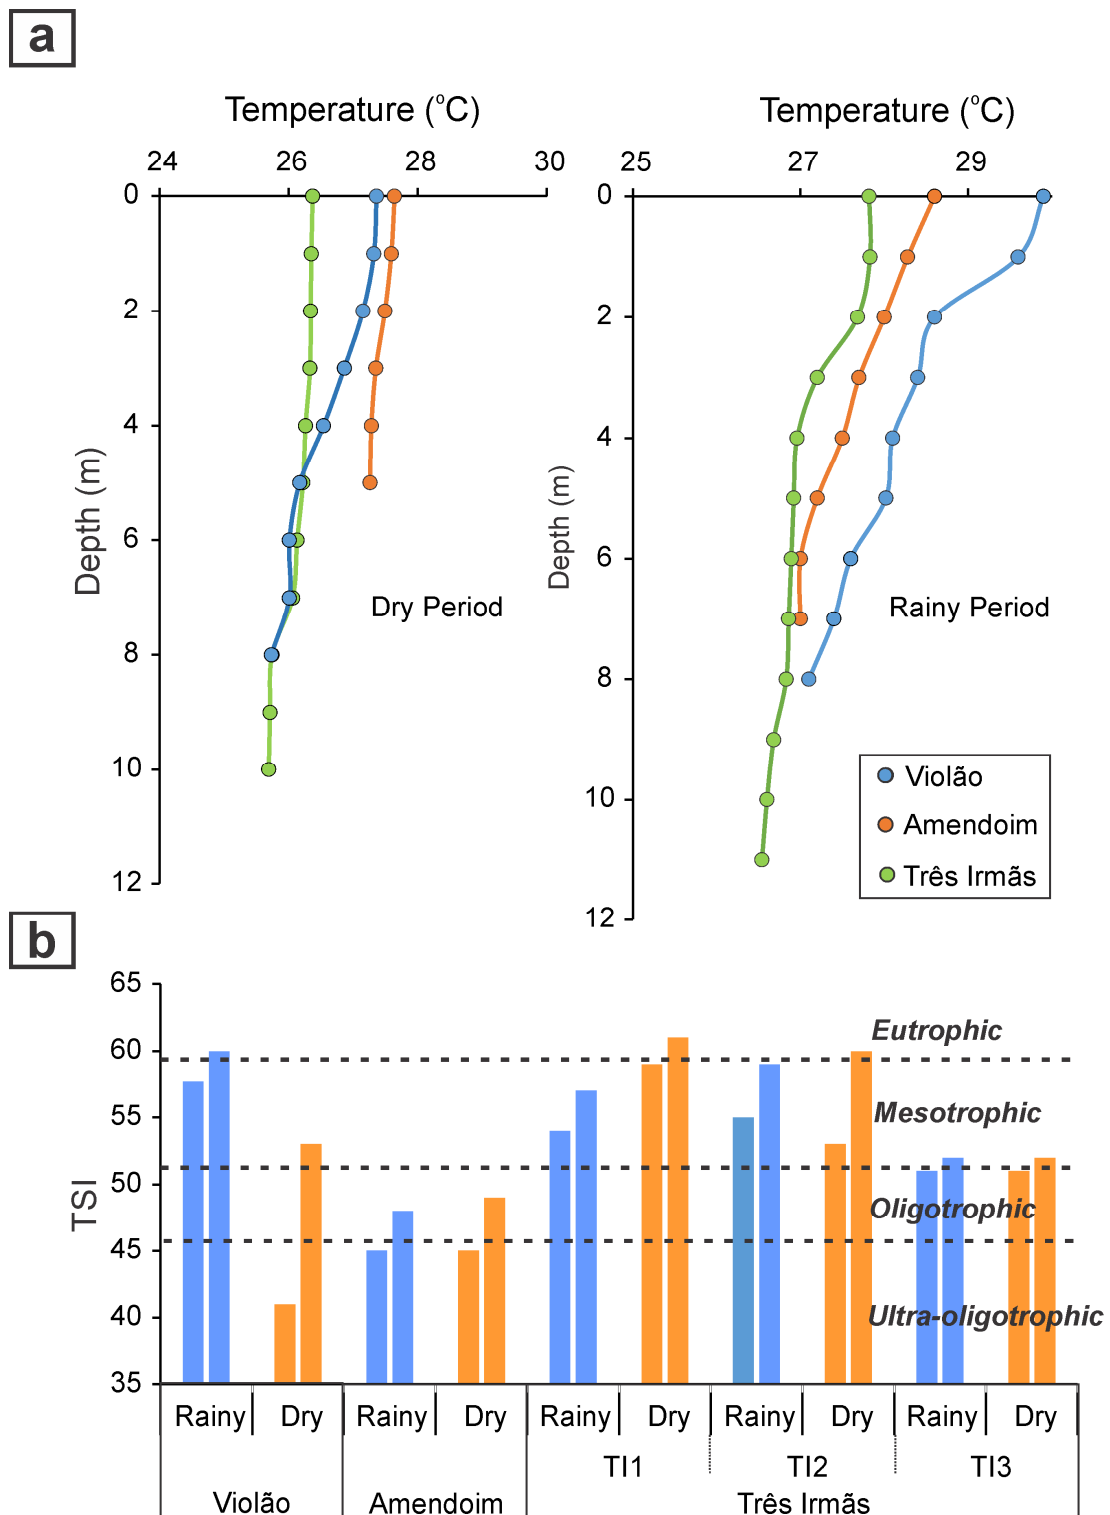 a
Temperature (°C)
24 26 28 30
0
2
4
6
8
10
12
Depth (m)
Dry Period
Temperature (°C)
25 27 29
0
2
4
6
8
10
12
Depth (m)
Rainy Period
Violão
Amendoim
Três Irmãs
b
65
60
55
50
45
40
35
TSI
Eutrophic
Mesotrophic
Oligotrophic
Ultra-oligotrophic
Rainy Dry Rainy Dry Rainy Dry Rainy Dry Rainy Dry
TI1 TI2 TI3
Violão Amendoim Três Irmãs